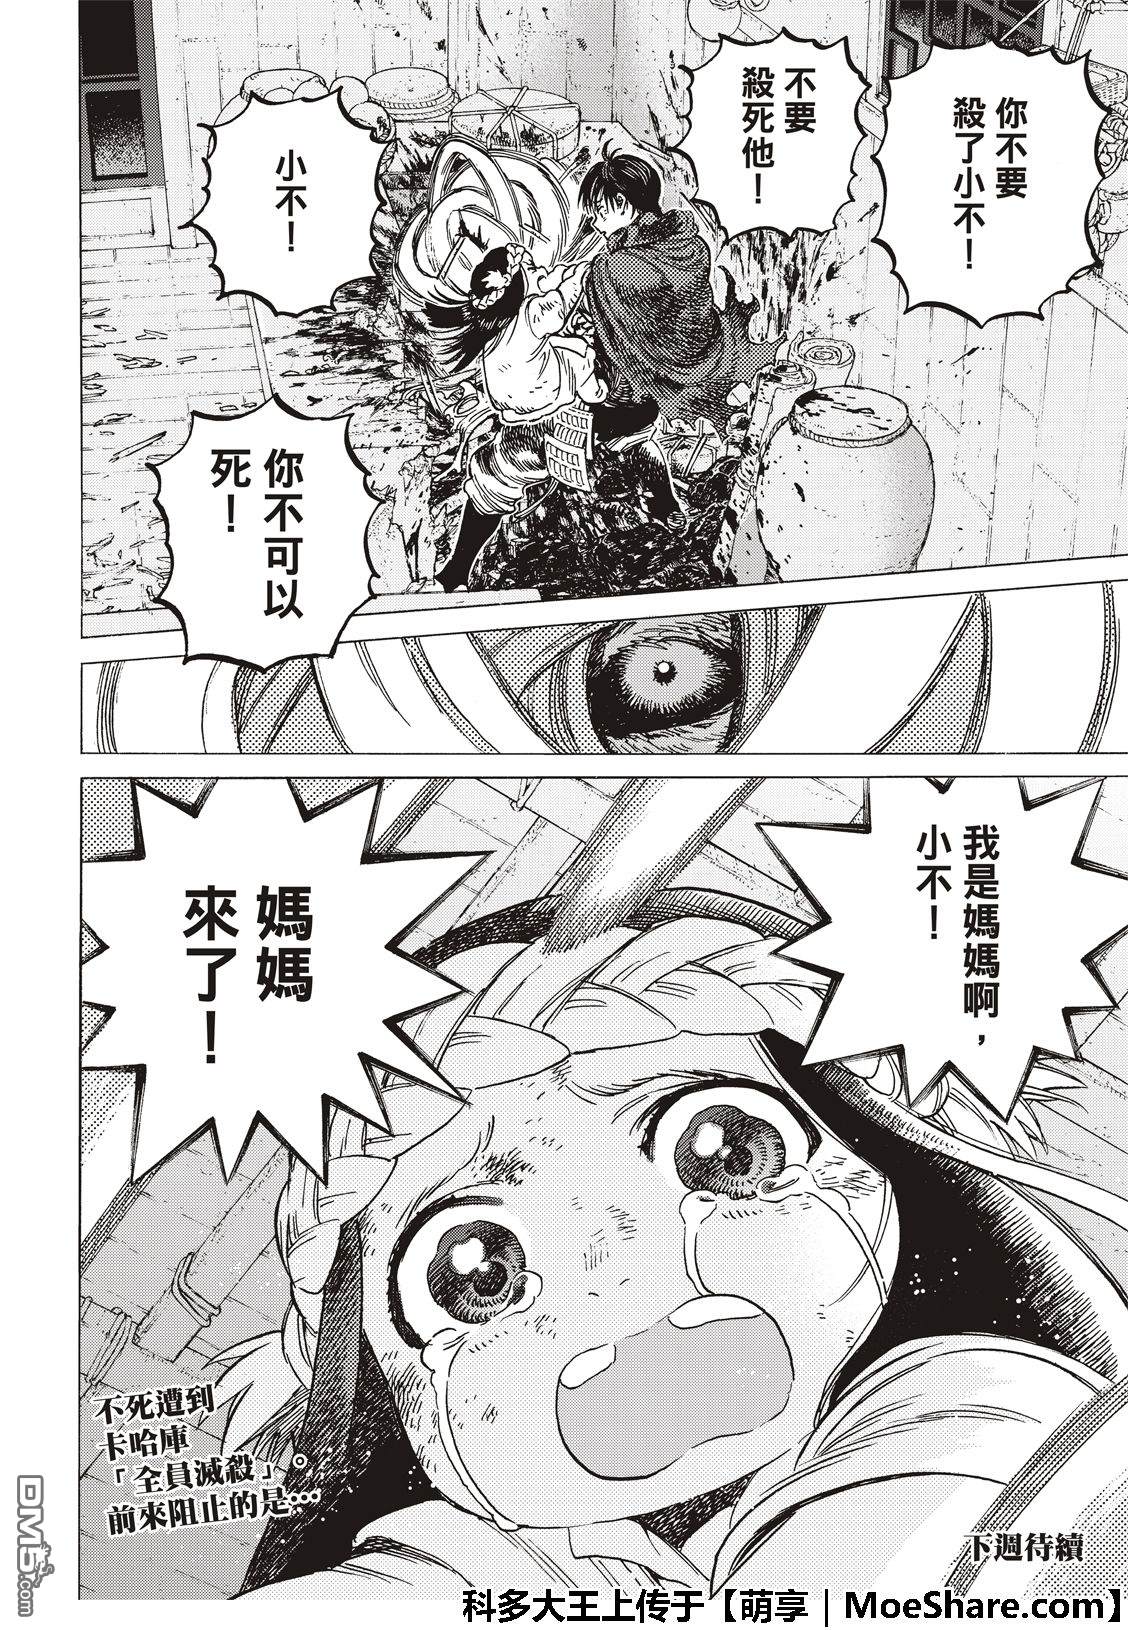 你不要
殺了小不！
不要
殺死他！
小不！
你不可以
死！
我是媽媽啊，
小不！
媽媽
來了！
不死遭到
卡哈庫
「全員滅殺」。
前來阻止的是…
下週待續
DM5.com
科多大王上传于【萌享｜MoeShare.com】